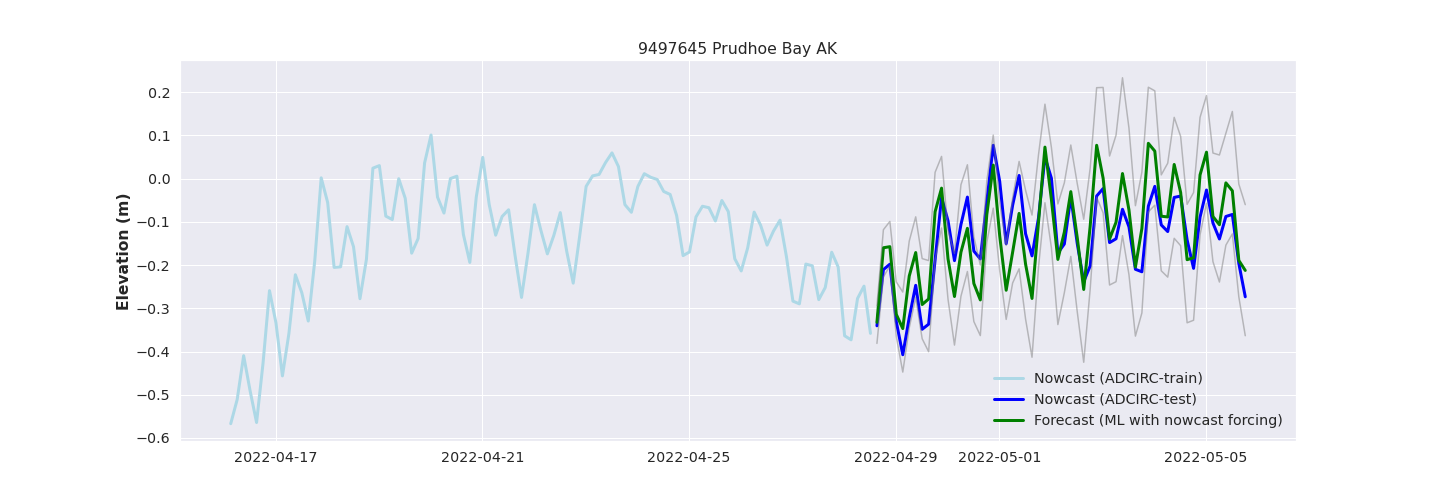 9497645 Prudhoe Bay AK
Elevation (m)
0.2
0.1
0.0
−0.1
−0.2
−0.3
−0.4
−0.5
−0.6
Nowcast (ADCIRC-train)
Nowcast (ADCIRC-test)
Forecast (ML with nowcast forcing)
2022-04-17 2022-04-21 2022-04-25 2022-04-29 2022-05-01 2022-05-05